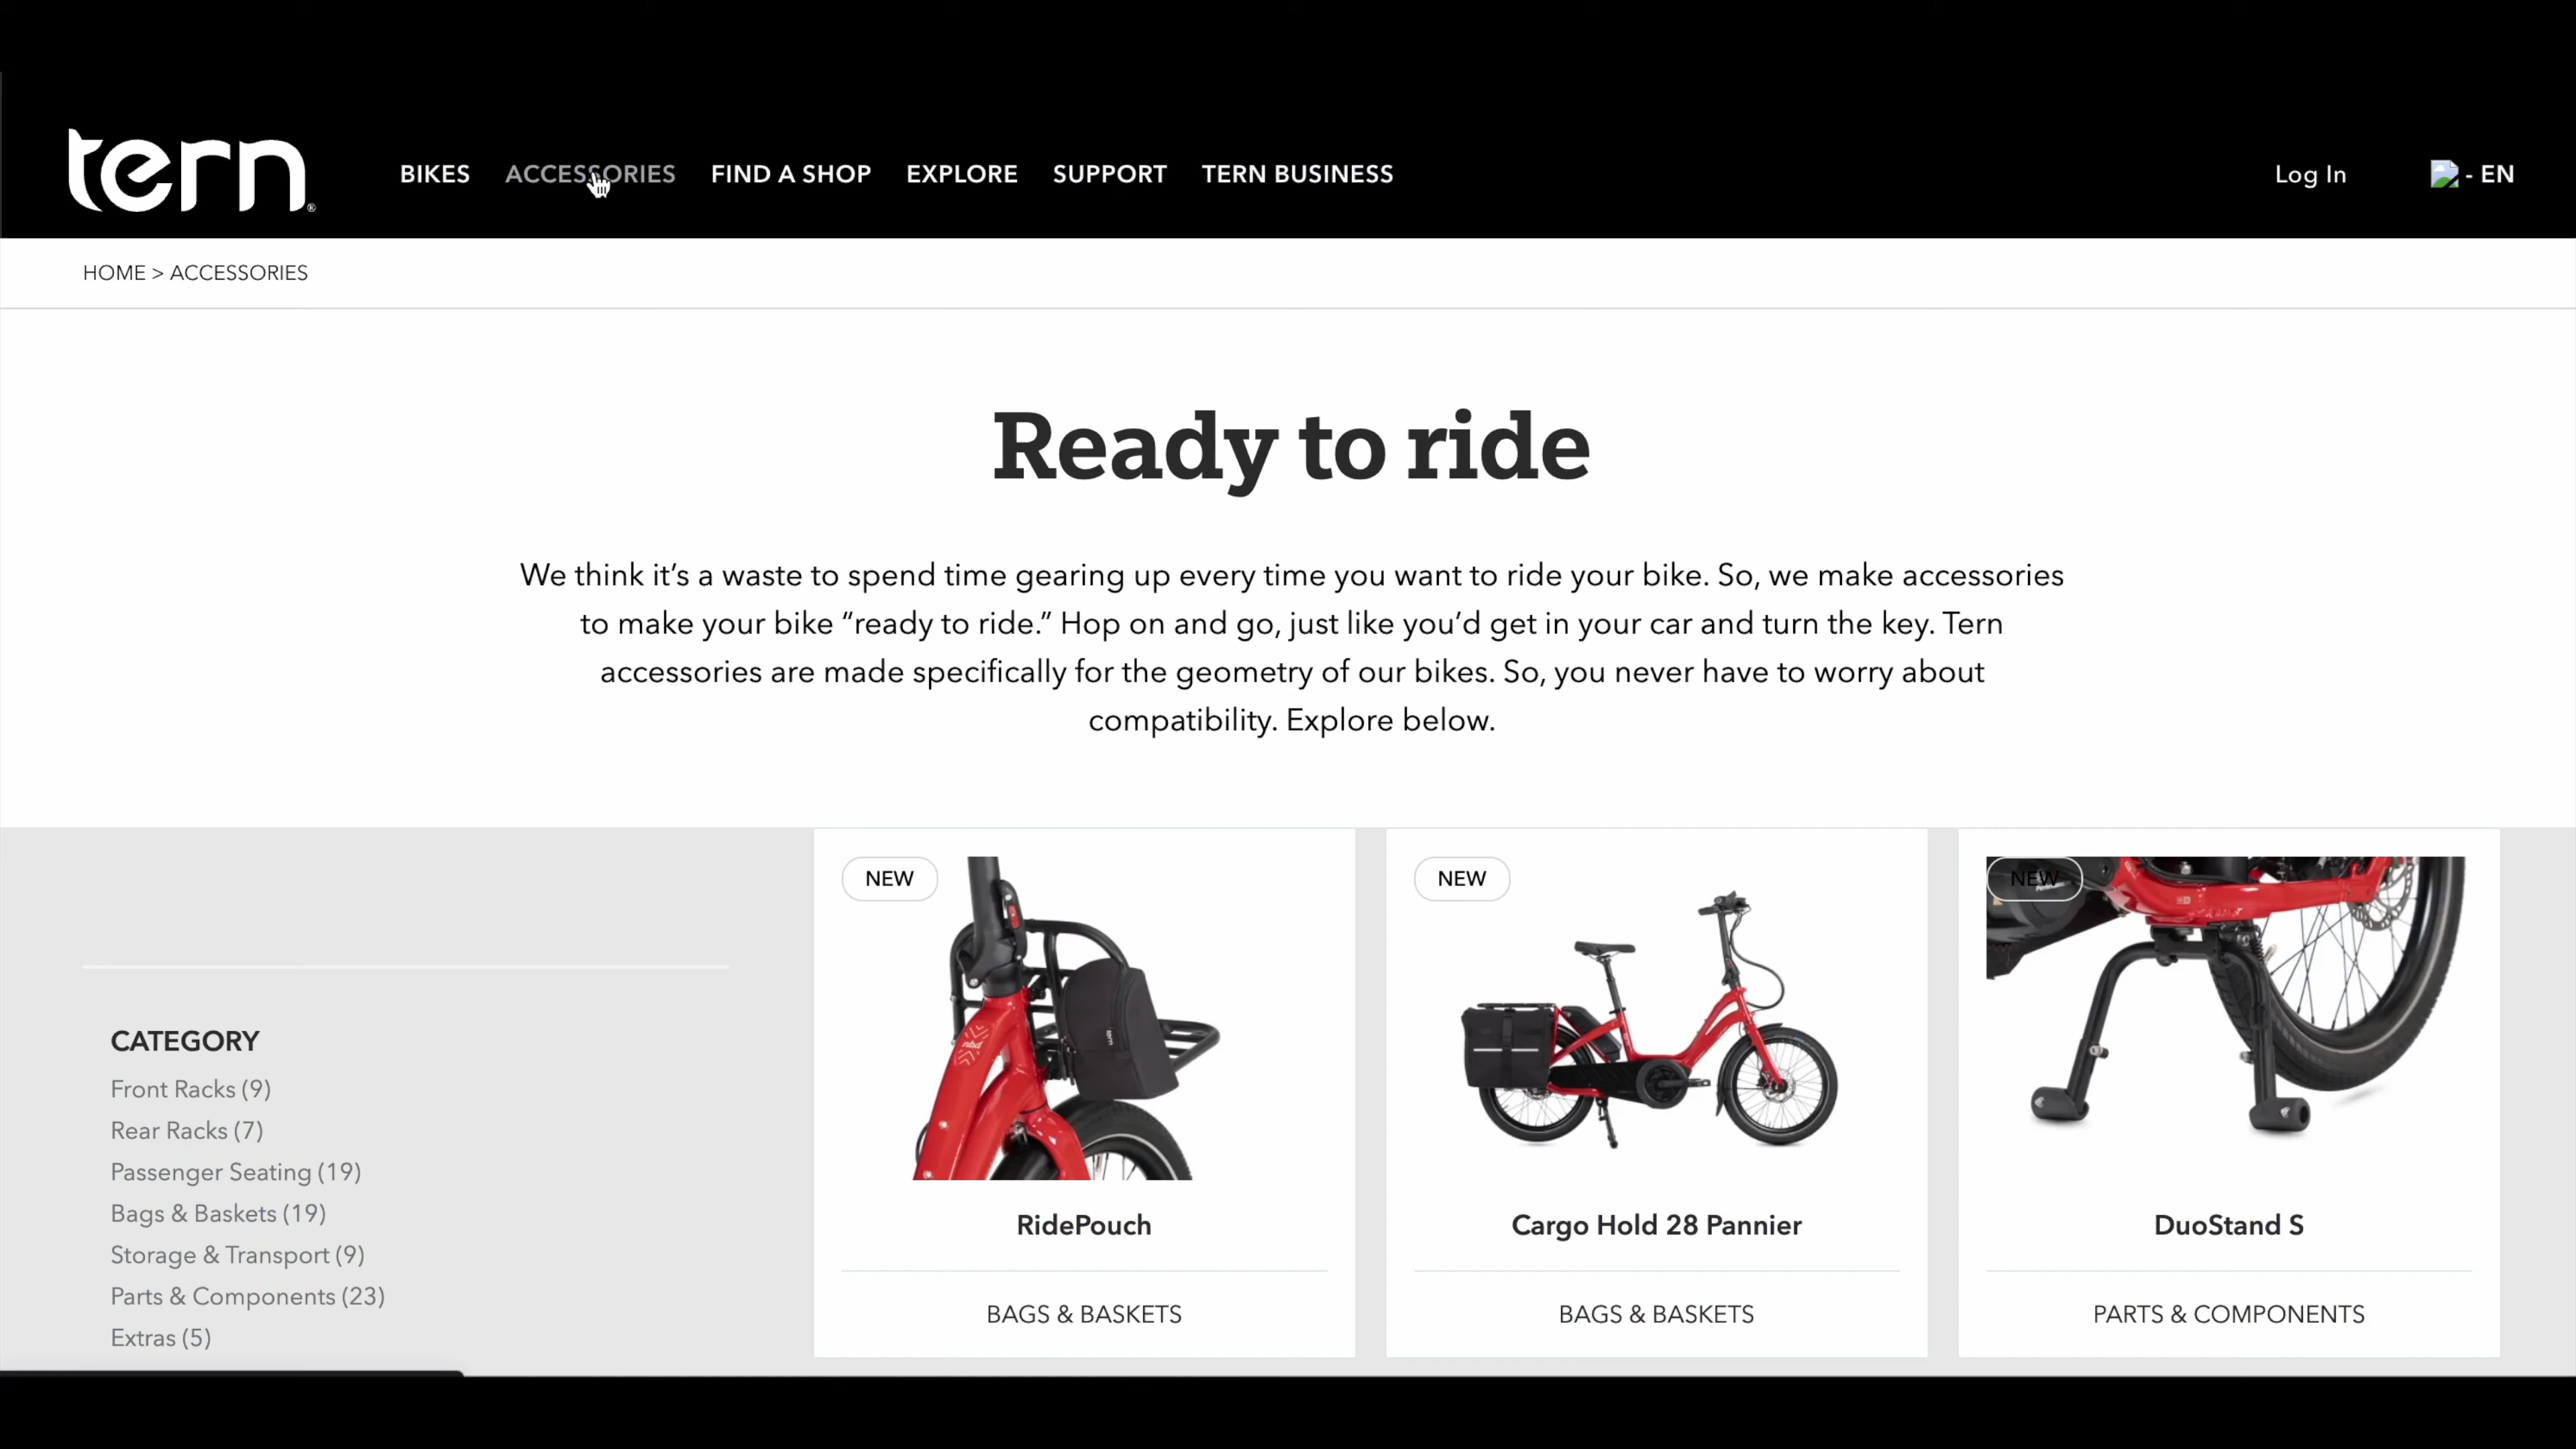 tern®
BIKES ACCESSORIES FIND A SHOP EXPLORE SUPPORT TERN BUSINESS Log In - EN
HOME > ACCESSORIES
Ready to ride
We think it’s a waste to spend time gearing up every time you want to ride your bike. So, we make accessories
to make your bike “ready to ride.” Hop on and go, just like you’d get in your car and turn the key. Tern
accessories are made specifically for the geometry of our bikes. So, you never have to worry about
compatibility. Explore below.
CATEGORY
Front Racks (9)
Rear Racks (7)
Passenger Seating (19)
Bags & Baskets (19)
Storage & Transport (9)
Parts & Components (23)
Extras (5)
NEW
nbd
tern
RidePouch
BAGS & BASKETS
NEW
Cargo Hold 28 Pannier
BAGS & BASKETS
NEW
DuoStand S
PARTS & COMPONENTS